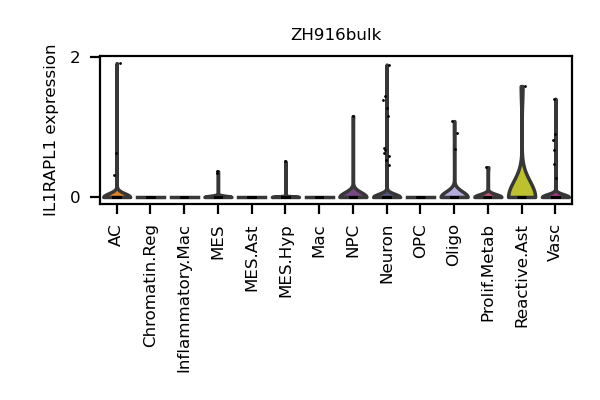 ZH916bulk
IL1RAPL1 expression
2
0
AC
Chromatin.Reg
Inflammatory.Mac
MES
MES.Ast
MES.Hyp
Mac
NPC
Neuron
OPC
Oligo
Prolif.Metab
Reactive.Ast
Vasc